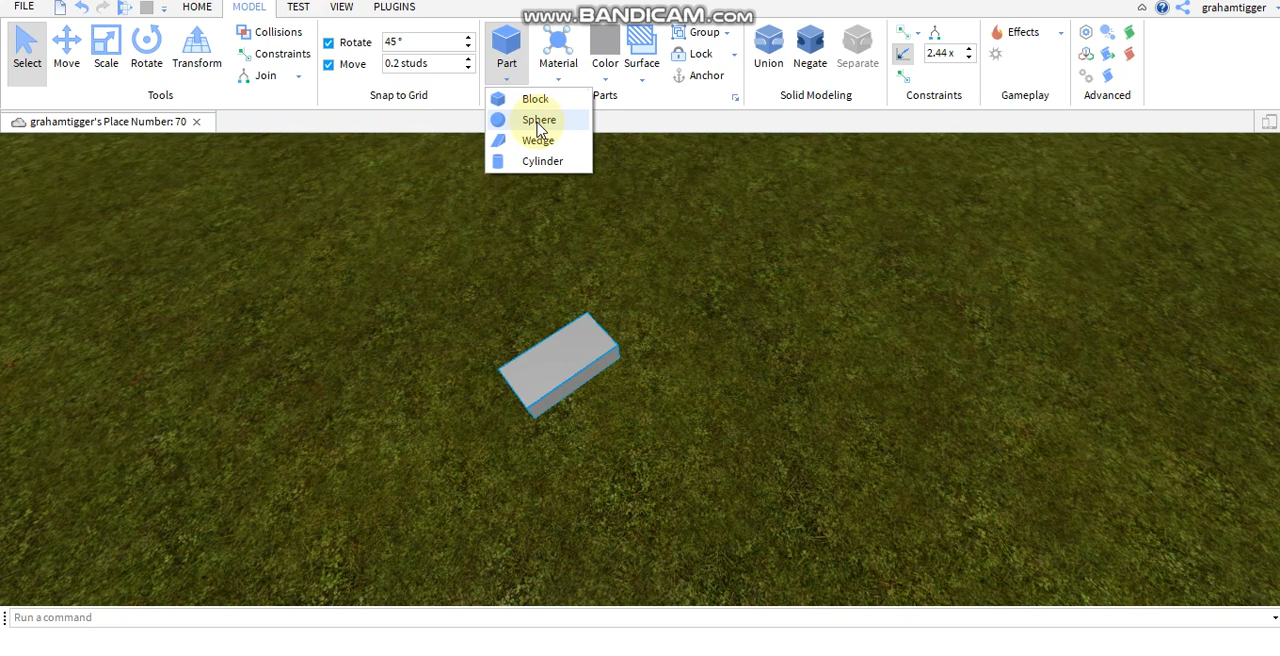 www.BANDICAM.com
FILE HOME MODEL TEST VIEW PLUGINS grahamtigger
Select Move Scale Rotate Transform
Collisions
Constraints
Join
Tools
Rotate 45°
Move 0.2 studs
Snap to Grid
Part Material Color Surface
Group
Lock
Anchor
Parts
Block
Sphere
Wedge
Cylinder
Union Negate Separate
Solid Modeling
2.44 x
Constraints
Effects
Gameplay
Advanced
grahamtigger's Place Number: 70
Run a command